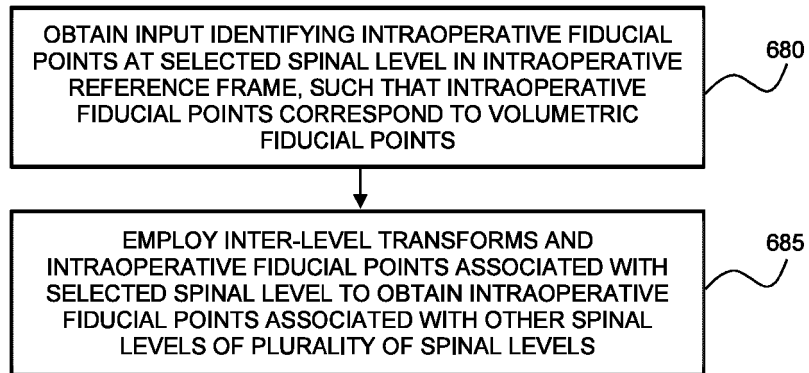 OBTAIN INPUT IDENTIFYING INTRAOPERATIVE FIDUCIAL
POINTS AT SELECTED SPINAL LEVEL IN INTRAOPERATIVE
REFERENCE FRAME, SUCH THAT INTRAOPERATIVE
FIDUCIAL POINTS CORRESPOND TO VOLUMETRIC
FIDUCIAL POINTS
680
EMPLOY INTER-LEVEL TRANSFORMS AND
INTRAOPERATIVE FIDUCIAL POINTS ASSOCIATED WITH
SELECTED SPINAL LEVEL TO OBTAIN INTRAOPERATIVE
FIDUCIAL POINTS ASSOCIATED WITH OTHER SPINAL
LEVELS OF PLURALITY OF SPINAL LEVELS
685